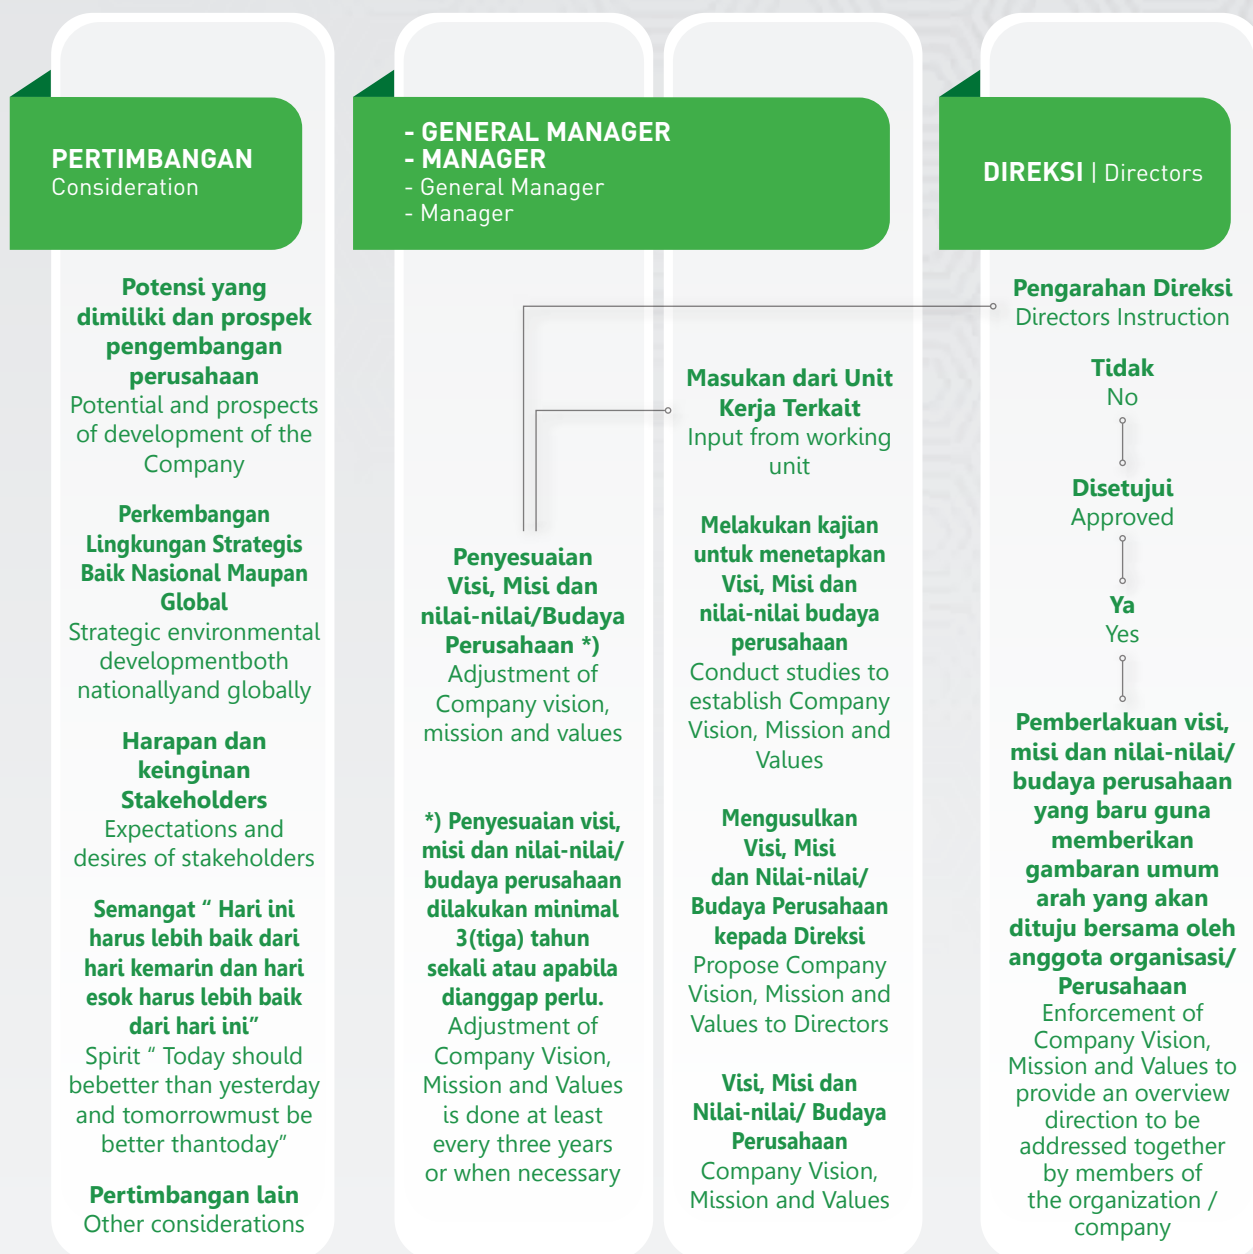 PERTIMBANGAN
Consideration
Potensi yang
dimiliki dan prospek
pengembangan
perusahaan
Potential and prospects
of development of the
Company
Perkembangan
Lingkungan Strategis
Baik Nasional Maupan
Global
Strategic environmental
developmentboth
nationallyand globally
Harapan dan
keinginan
Stakeholders
Expectations and
desires of stakeholders
Semangat “ Hari ini
harus lebih baik dari
hari kemarin dan hari
esok harus lebih baik
dari hari ini”
Spirit “ Today should
bebetter than yesterday
and tomorrowmust be
better thantoday”
Pertimbangan lain
Other considerations
- GENERAL MANAGER
- MANAGER
- General Manager
- Manager
Penyesuaian
Visi, Misi dan
nilai-nilai/Budaya
Perusahaan *)
Adjustment of
Company vision,
mission and values
*) Penyesuaian visi,
misi dan nilai-nilai/
budaya perusahaan
dilakukan minimal
3(tiga) tahun
sekali atau apabila
dianggap perlu.
Adjustment of
Company Vision,
Mission and Values
is done at least
every three years
or when necessary
Masukan dari Unit
Kerja Terkait
Input from working
unit
Melakukan kajian
untuk menetapkan
Visi, Misi dan
nilai-nilai budaya
perusahaan
Conduct studies to
establish Company
Vision, Mission and
Values
Mengusulkan
Visi, Misi
dan Nilai-nilai/
Budaya Perusahaan
kepada Direksi
Propose Company
Vision, Mission and
Values to Directors
Visi, Misi dan
Nilai-nilai/ Budaya
Perusahaan
Company Vision,
Mission and Values
DIREKSI | Directors
Pengarahan Direksi
Directors Instruction
Tidak
No
Disetujui
Approved
Ya
Yes
Pemberlakuan visi,
misi dan nilai-nilai/
budaya perusahaan
yang baru guna
memberikan
gambaran umum
arah yang akan
dituju bersama oleh
anggota organisasi/
Perusahaan
Enforcement of
Company Vision,
Mission and Values to
provide an overview
direction to be
addressed together
by members of
the organization /
company